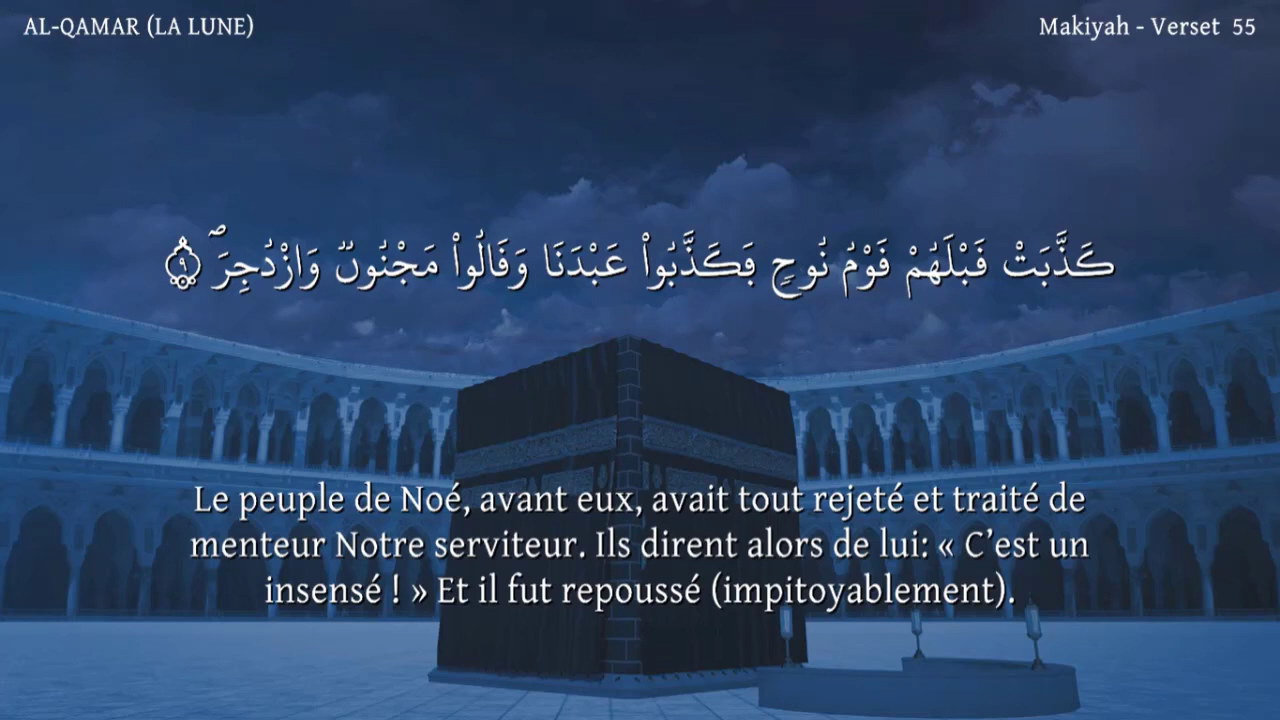 AL-QAMAR (LA LUNE)
Makiyah - Verset 55
كَذَّبَتْ قَبْلَهُمْ قَوْمُ نُوحٍ فَكَذَّبُوا۟ عَبْدَنَا وَقَالُوا۟ مَجْنُونٌ وَازْدُجِرَ ۖ ۝٩
Le peuple de Noé, avant eux, avait tout rejeté et traité de
menteur Notre serviteur. Ils dirent alors de lui: « C’est un
insensé ! » Et il fut repoussé (impitoyablement).